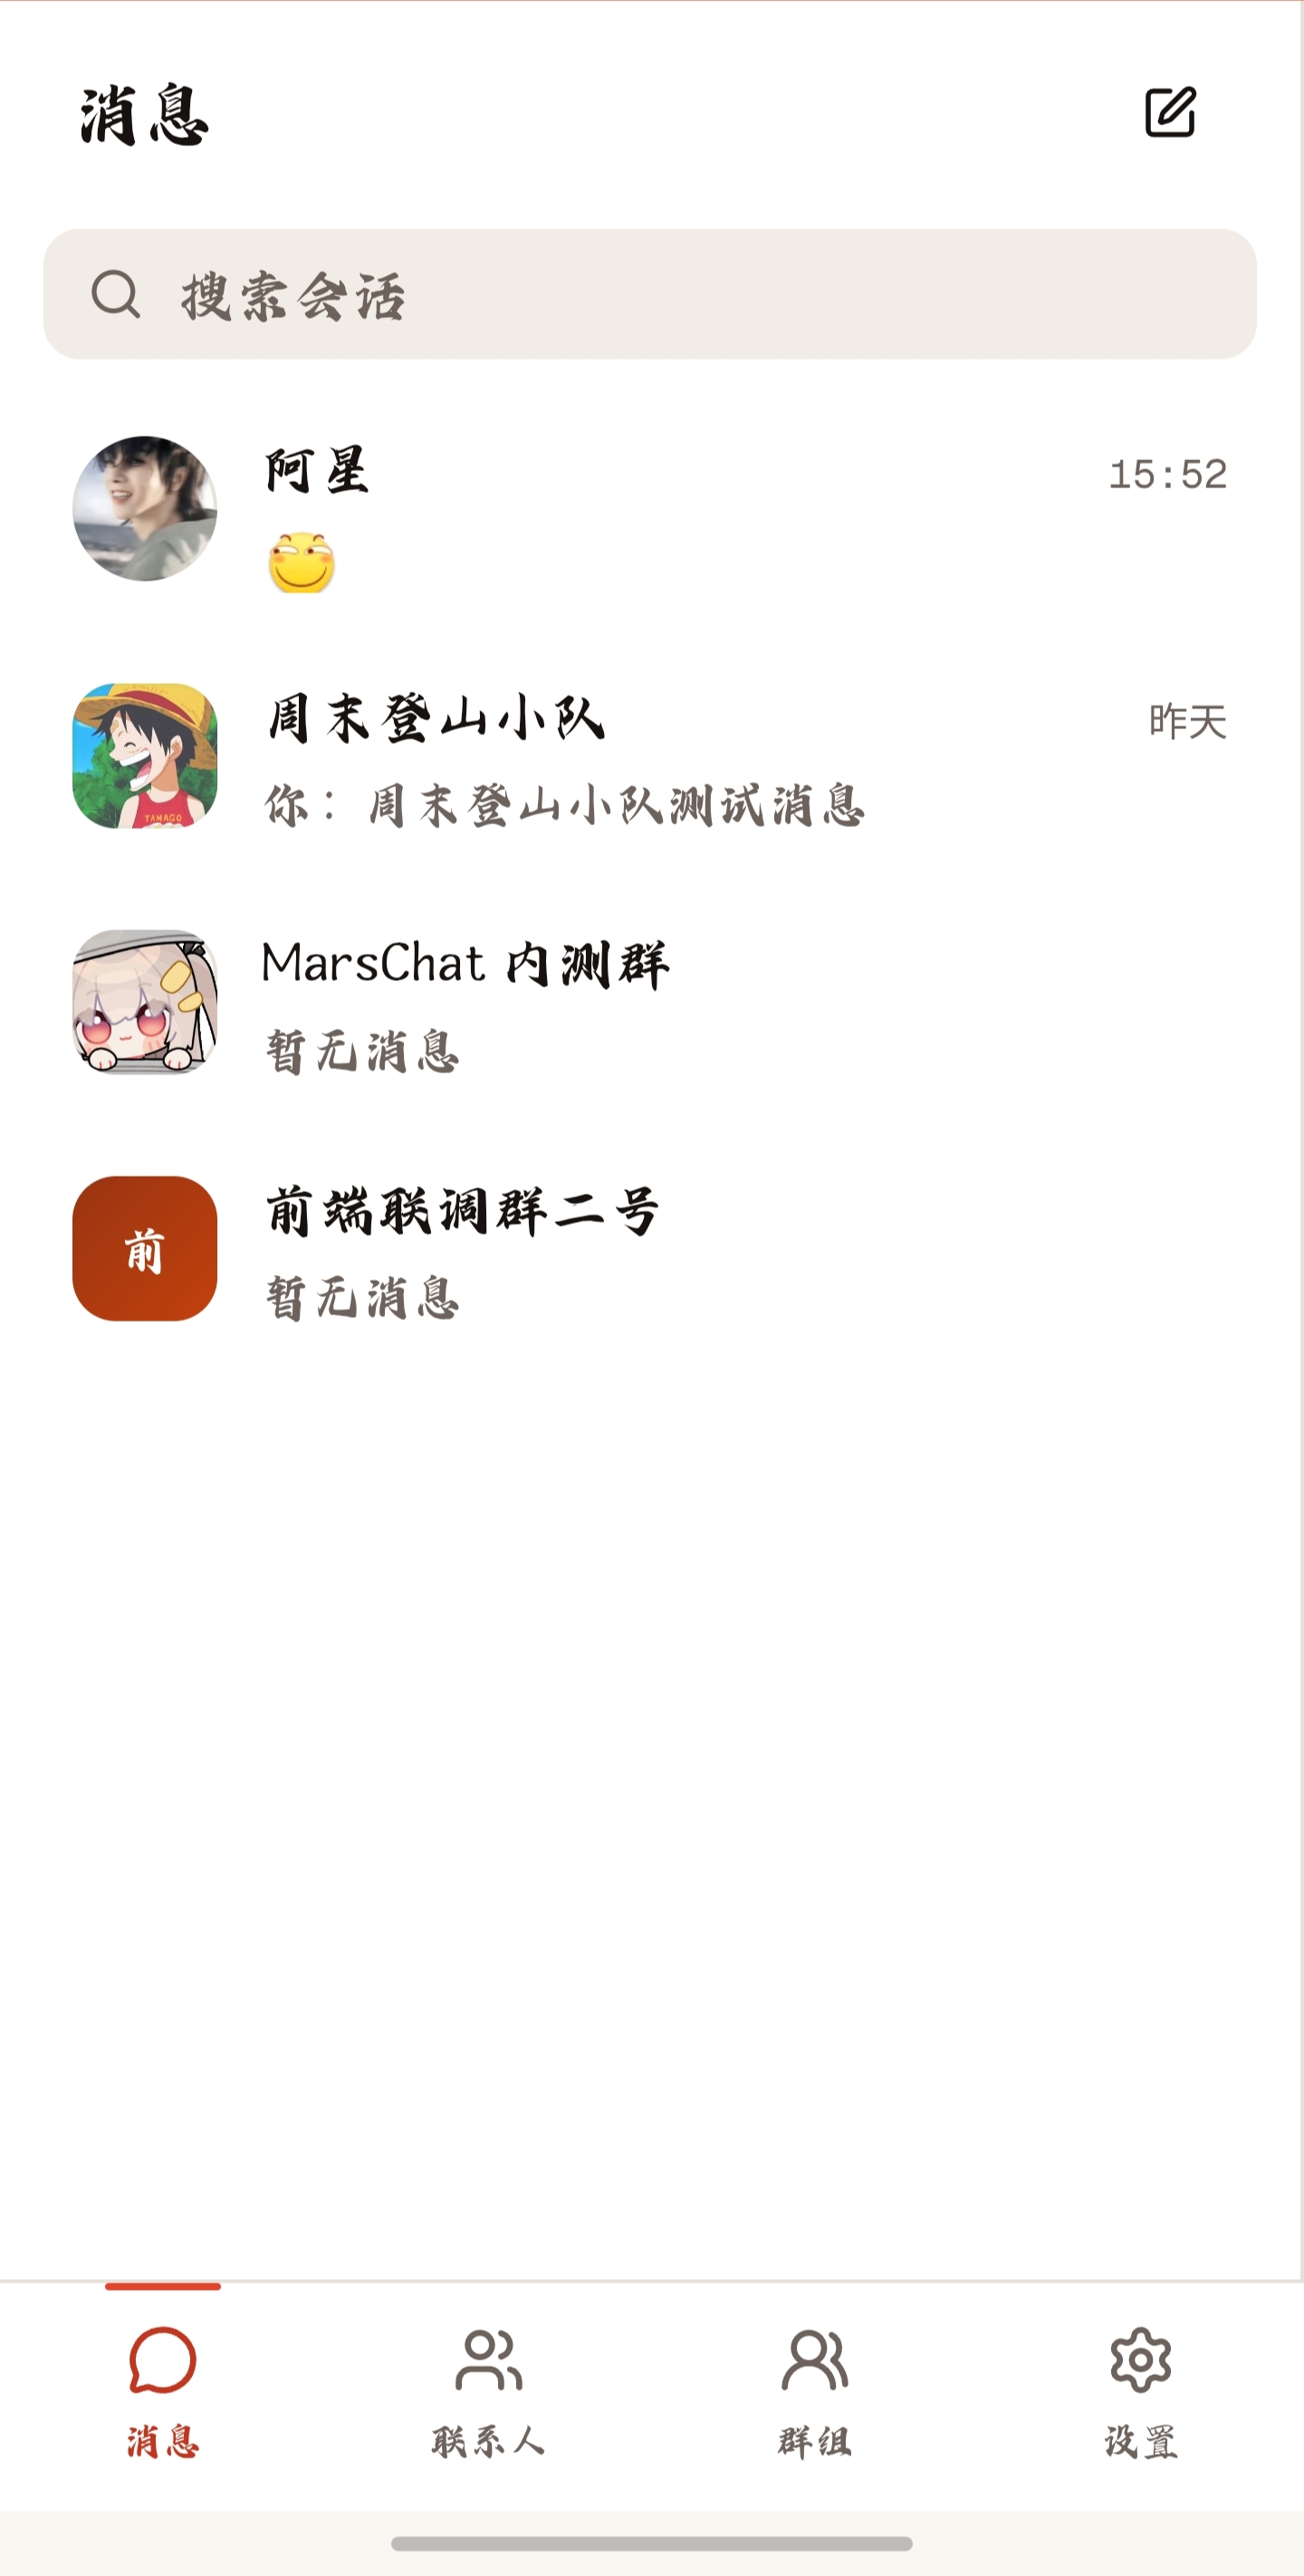 消息
搜索会话
阿星
15:52
周末登山小队
昨天
你：周末登山小队测试消息
TAMAGO
MarsChat 内测群
暂无消息
前
前端联调群二号
暂无消息
消息
联系人
群组
设置